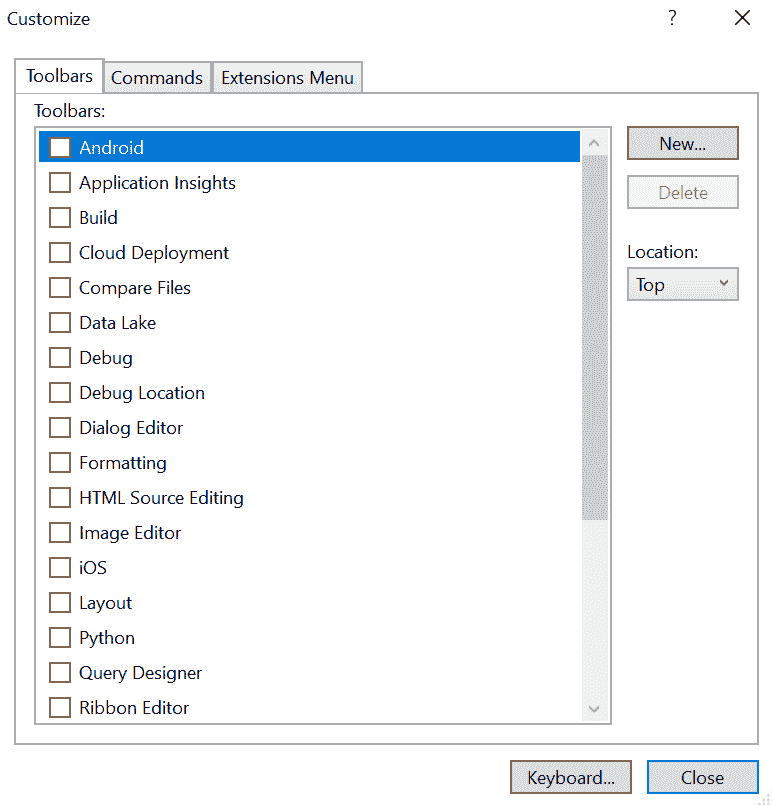 Customize
?
Toolbars Commands Extensions Menu
Toolbars:
Android
New...
Application Insights
Delete
Build
Cloud Deployment
Location:
Compare Files
Top
Data Lake
Debug
Debug Location
Dialog Editor
Formatting
HTML Source Editing
Image Editor
iOS
Layout
Python
Query Designer
Ribbon Editor
Keyboard... Close